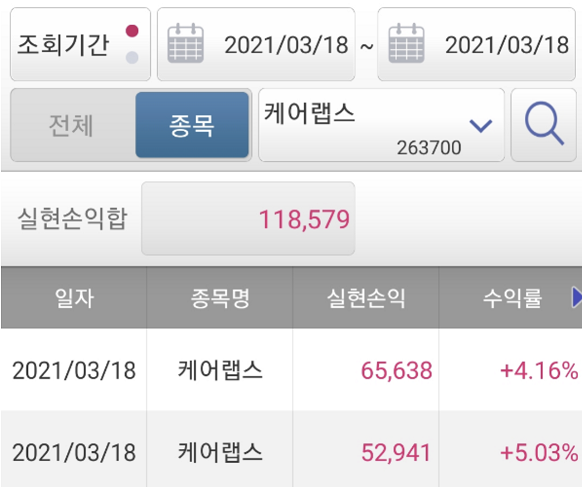 조회기간 2021/03/18 ~ 2021/03/18
전체 종목 케어랩스 263700
실현손익합 118,579
일자 종목명 실현손익 수익률
2021/03/18 케어랩스 65,638 +4.16%
2021/03/18 케어랩스 52,941 +5.03%